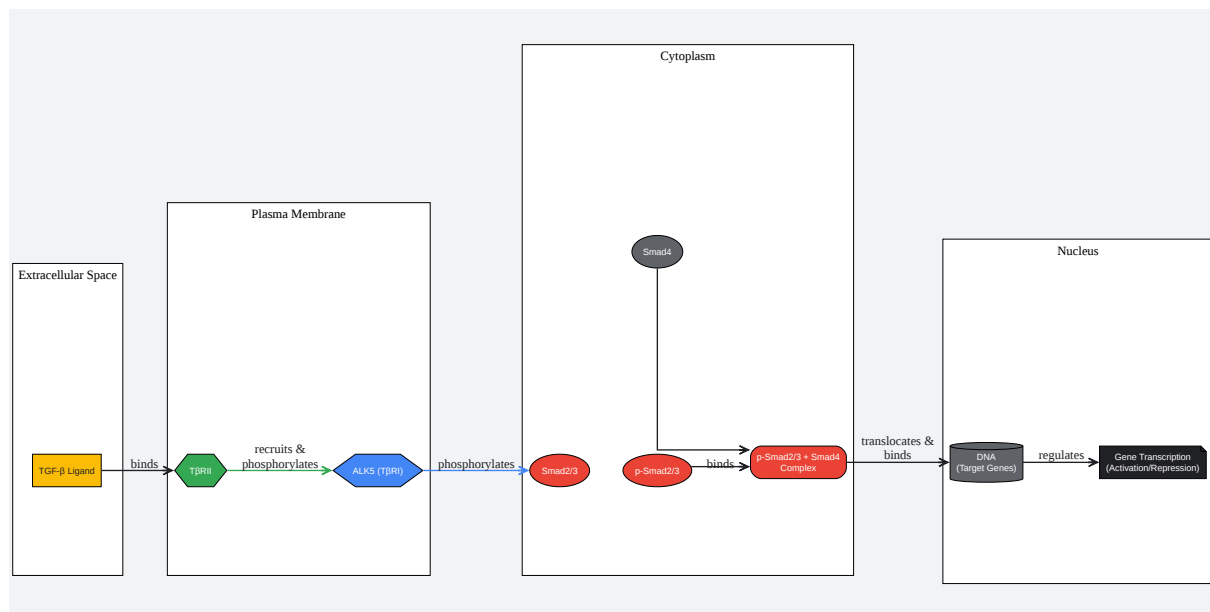 Cytoplasm
Plasma Membrane
Extracellular Space
Nucleus
Smad4
TGF-β Ligand
binds
TβRII
recruits &
phosphorylates
ALK5 (TβRI)
phosphorylates
Smad2/3
p-Smad2/3
binds
p-Smad2/3 + Smad4
Complex
translocates &
binds
DNA
(Target Genes)
regulates
Gene Transcription
(Activation/Repression)